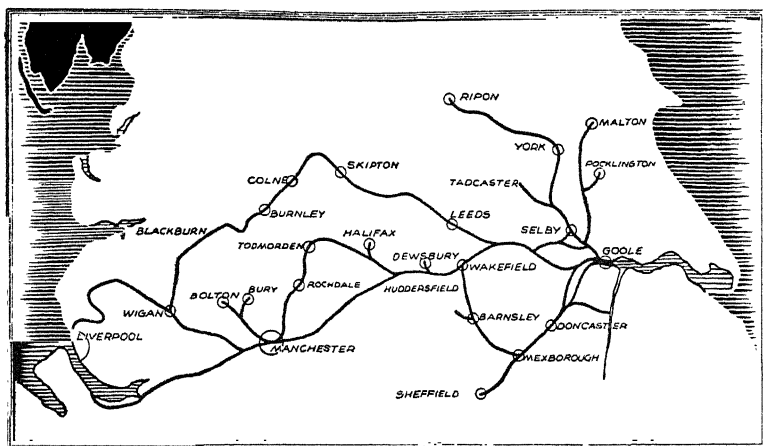 RIPON
MALTON
YORK
POCKLINGTON
SKIPTON
COLNE
TADCASTER
BURNLEY
LEEDS
BLACKBURN
HALIFAX
SELBY
TODMORDEN
DEWSBURY
GOOLE
WAKEFIELD
HUDDERSFIELD
ROCHDALE
BOLTON
BURY
WIGAN
BARNSLEY
DONCASTER
LIVERPOOL
MANCHESTER
MEXBOROUGH
SHEFFIELD